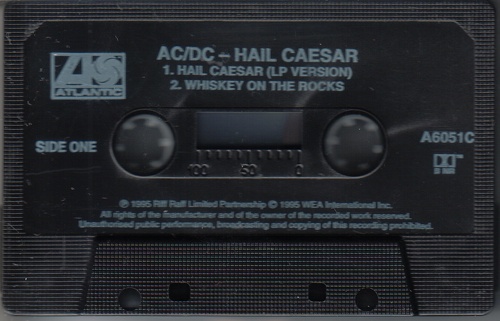 AC/DC - HAIL CAESAR
1. HAIL CAESAR (LP VERSION)
2. WHISKEY ON THE ROCKS
ATLANTIC
SIDE ONE
A6051C
100 50 0
℗ 1995 Riff Raff Limited Partnership © 1995 WEA International Inc.
All rights of the manufacturer and of the owner of the recorded work reserved.
Unauthorised public performance, broadcasting and copying of this recording prohibited.